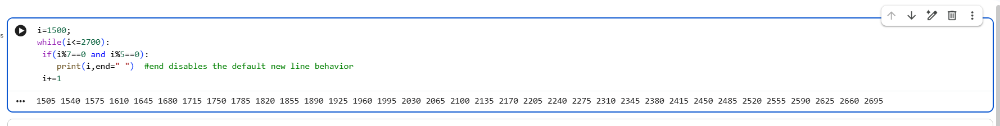 s
i=1500;
while(i<=2700):
 if(i%7==0 and i%5==0):
    print(i,end=" ")  #end disables the default new line behavior
 i+=1
1505 1540 1575 1610 1645 1680 1715 1750 1785 1820 1855 1890 1925 1960 1995 2030 2065 2100 2135 2170 2205 2240 2275 2310 2345 2380 2415 2450 2485 2520 2555 2590 2625 2660 2695